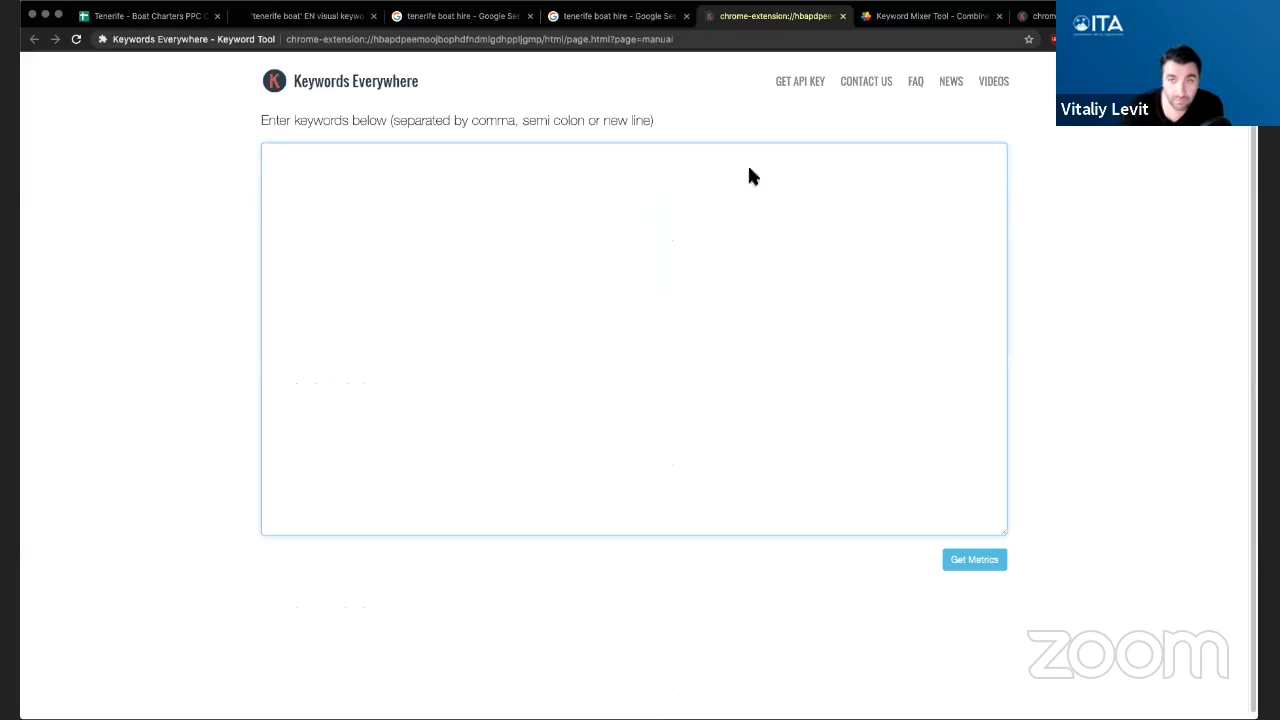 Tenerife - Boat Charters PPC
'tenerife boat' EN visual keywo
tenerife boat hire - Google Se
tenerife boat hire - Google Se
chrome-extension://hbapdpee
Keyword Mixer Tool - Combine
chrom
Keywords Everywhere - Keyword Tool
chrome-extension://hbapdpeemoojbophdfndmlgdhppljgmp/html/page.html?page=manual
ITA
Vitaliy Levit
K Keywords Everywhere
GET API KEY
CONTACT US
FAQ
NEWS
VIDEOS
Enter keywords below (separated by comma, semi colon or new line)
Get Metrics
zoom